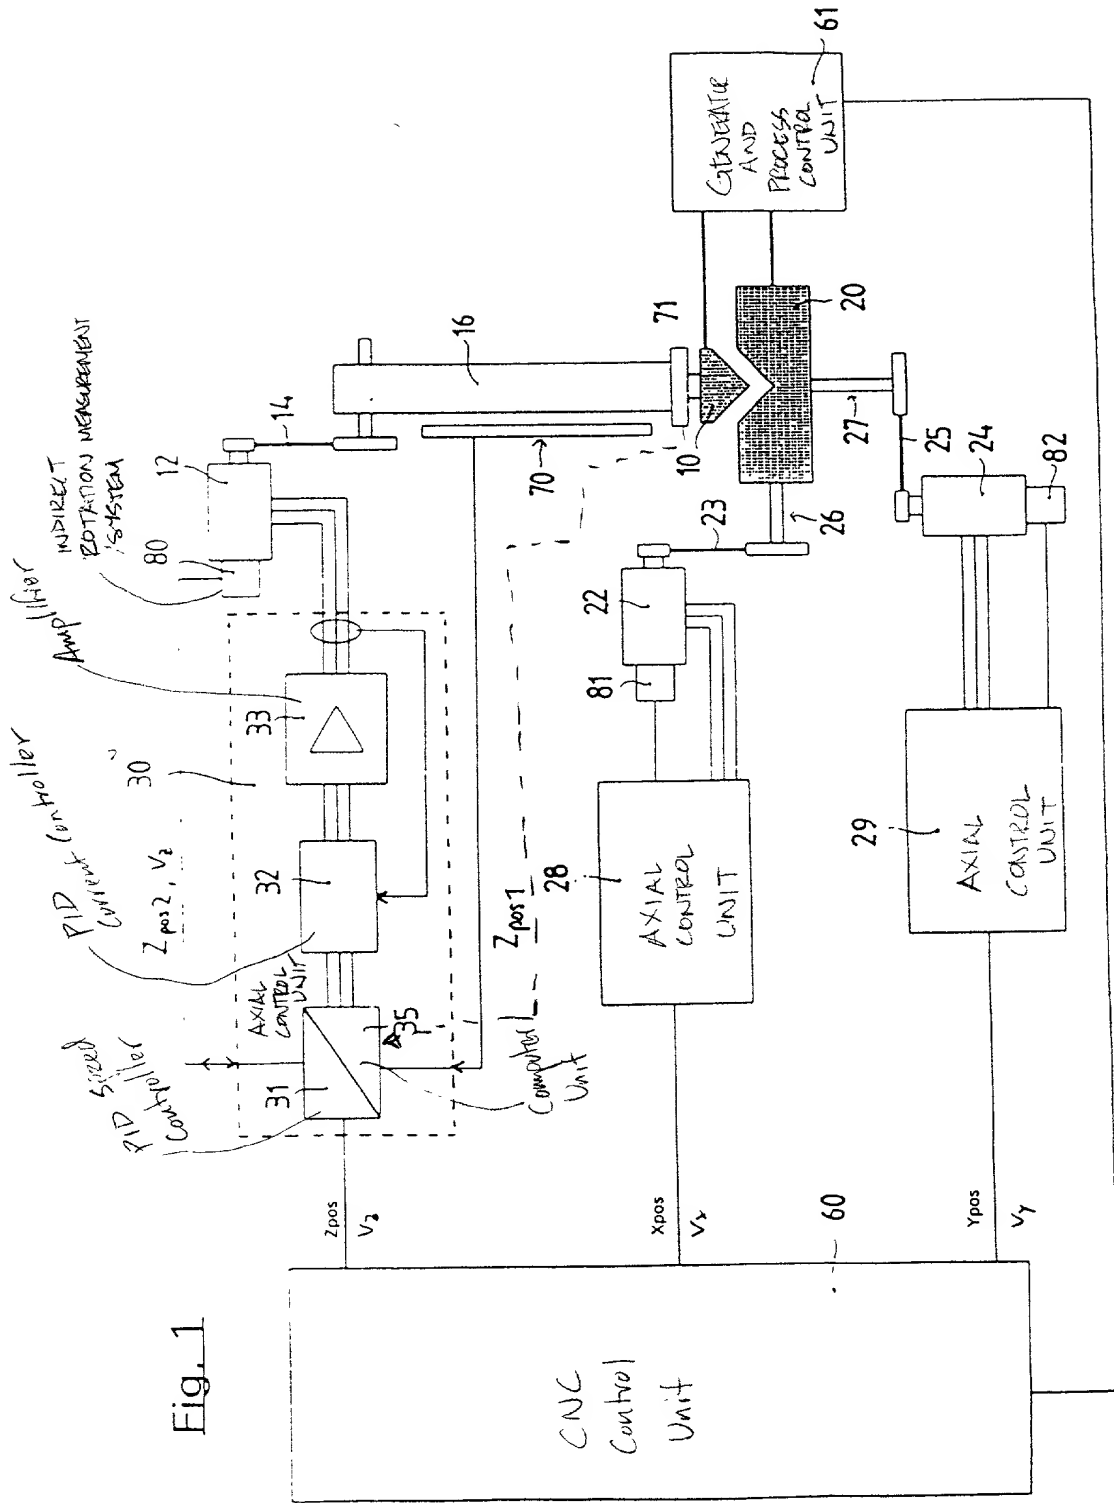 Fig. 1
CNC
Control
Unit
60
Zpos
Vz
Xpos
Vx
Ypos
Vy
PID Sized
Controller
PID
Current Controller
Zpos2, Vz
Amplifier
INDIRECT
ROTATION MEASUREMENT
SYSTEM
30
31
35
AXIAL
CONTROL
UNIT
32
33
80
12
14
16
Computer
Unit
Zpos1
70
71
10
20
28
AXIAL
CONTROL
UNIT
81
22
23
26
27
29
AXIAL
CONTROL
UNIT
25
24
82
GENERATOR
AND
PROCESS
CONTROL
UNIT
61